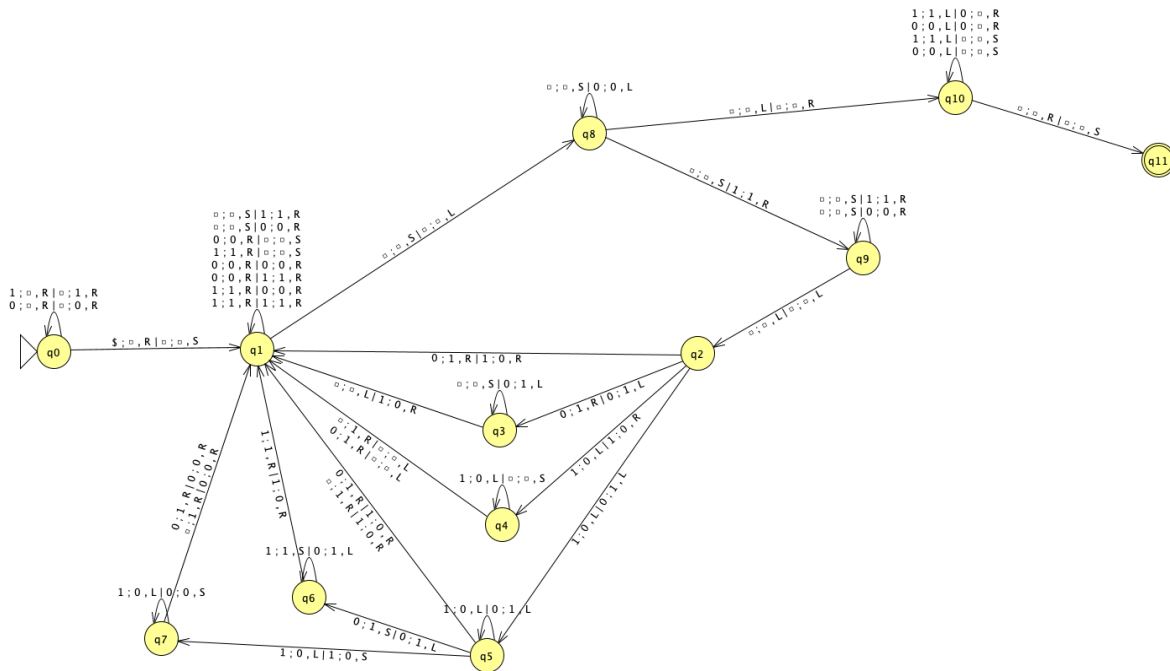 1;1,L|0;□,R
0;0,L|0;□,R
1;1,L|□;□,S
0;0,L|□;□,S
q10
□;□,S|0;0,L
q8
□;□,L|□;□,R
□;□,R|□;□,S
q11
□;□,S|□;□,L
□;□,S|1;1,R
□;□,S|1;1,R
□;□,S|0;0,R
q9
□;□,L|□;□,L
□;□,S|1;1,R
□;□,S|0;0,R
0;0,R|□;□,S
1;1,R|□;□,S
0;0,R|0;0,R
0;0,R|1;1,R
1;1,R|0;0,R
1;1,R|1;1,R
q1
1;□,R|□;1,R
0;□,R|□;0,R
q0
$;□,R|□;□,S
q2
0;1,R|1;0,R
□;□,S|0;1,L
q3
□;□,L|1;0,R
0;1,R|0;1,L
□;1,R|□;□,L
0;1,R|□;□,L
1;0,L|1;0,R
1;0,L|□;□,S
q4
0;1,R|1;0,R
□;1,R|1;0,R
1;0,L|0;1,L
1;1,R|1;0,R
0;1,R|0;0,R
□;1,R|0;0,R
1;1,S|0;1,L
q6
1;0,L|0;0,S
q7
1;0,L|0;1,L
q5
0;1,S|0;1,L
1;0,L|1;0,S